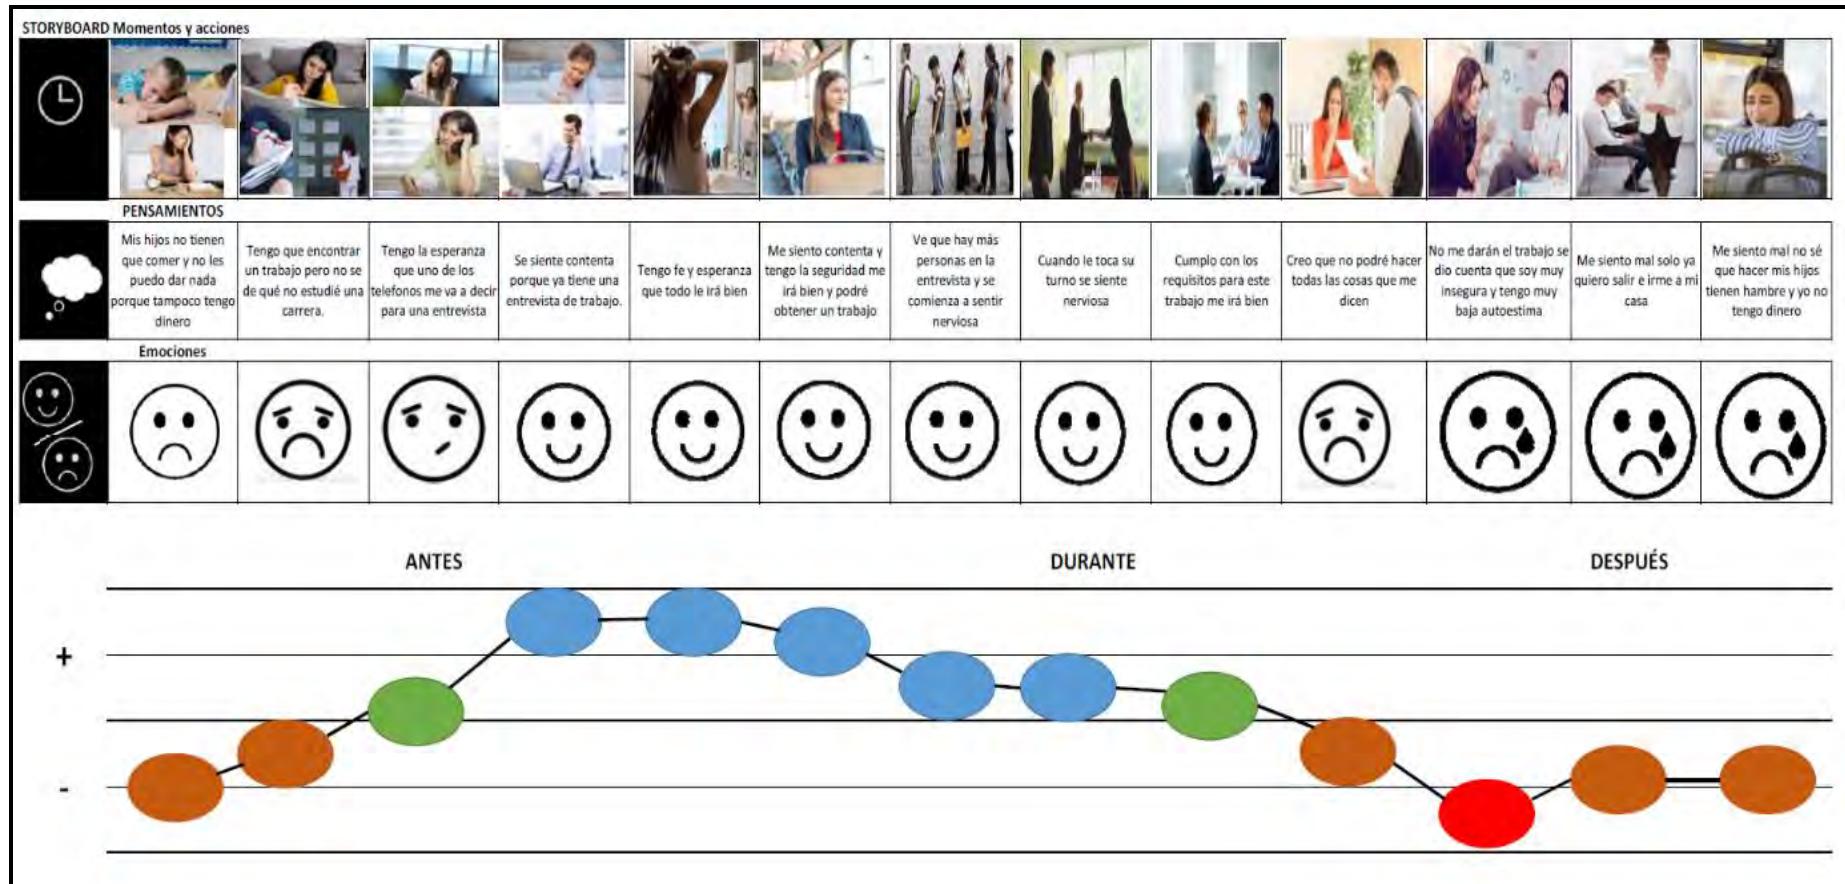 STORYBOARD Momentos y acciones
PENSAMIENTOS
Mis hijos no tienen
que comer y no les
puedo dar nada
porque tampoco tengo
dinero
Tengo que encontrar
un trabajo pero no se
de qué no estudié una
carrera.
Tengo la esperanza
que uno de los
telefonos me va a decir
para una entrevista
Se siente contenta
porque ya tiene una
entrevista de trabajo.
Tengo fe y esperanza
que todo le irá bien
Me siento contenta y
tengo la seguridad me
irá bien y podré
obtener un trabajo
Ve que hay más
personas en la
entrevista y se
comienza a sentir
nerviosa
Cuando le toca su
turno se siente
nerviosa
Cumplo con los
requisitos para este
trabajo me irá bien
Creo que no podré hacer
todas las cosas que me
dicen
No me darán el trabajo se
dio cuenta que soy muy
insegura y tengo muy
baja autoestima
Me siento mal solo ya
quiero salir e irme a mi
casa
Me siento mal no sé
que hacer mis hijos
tienen hambre y yo no
tengo dinero
Emociones
ANTES
DURANTE
DESPUÉS
+
-